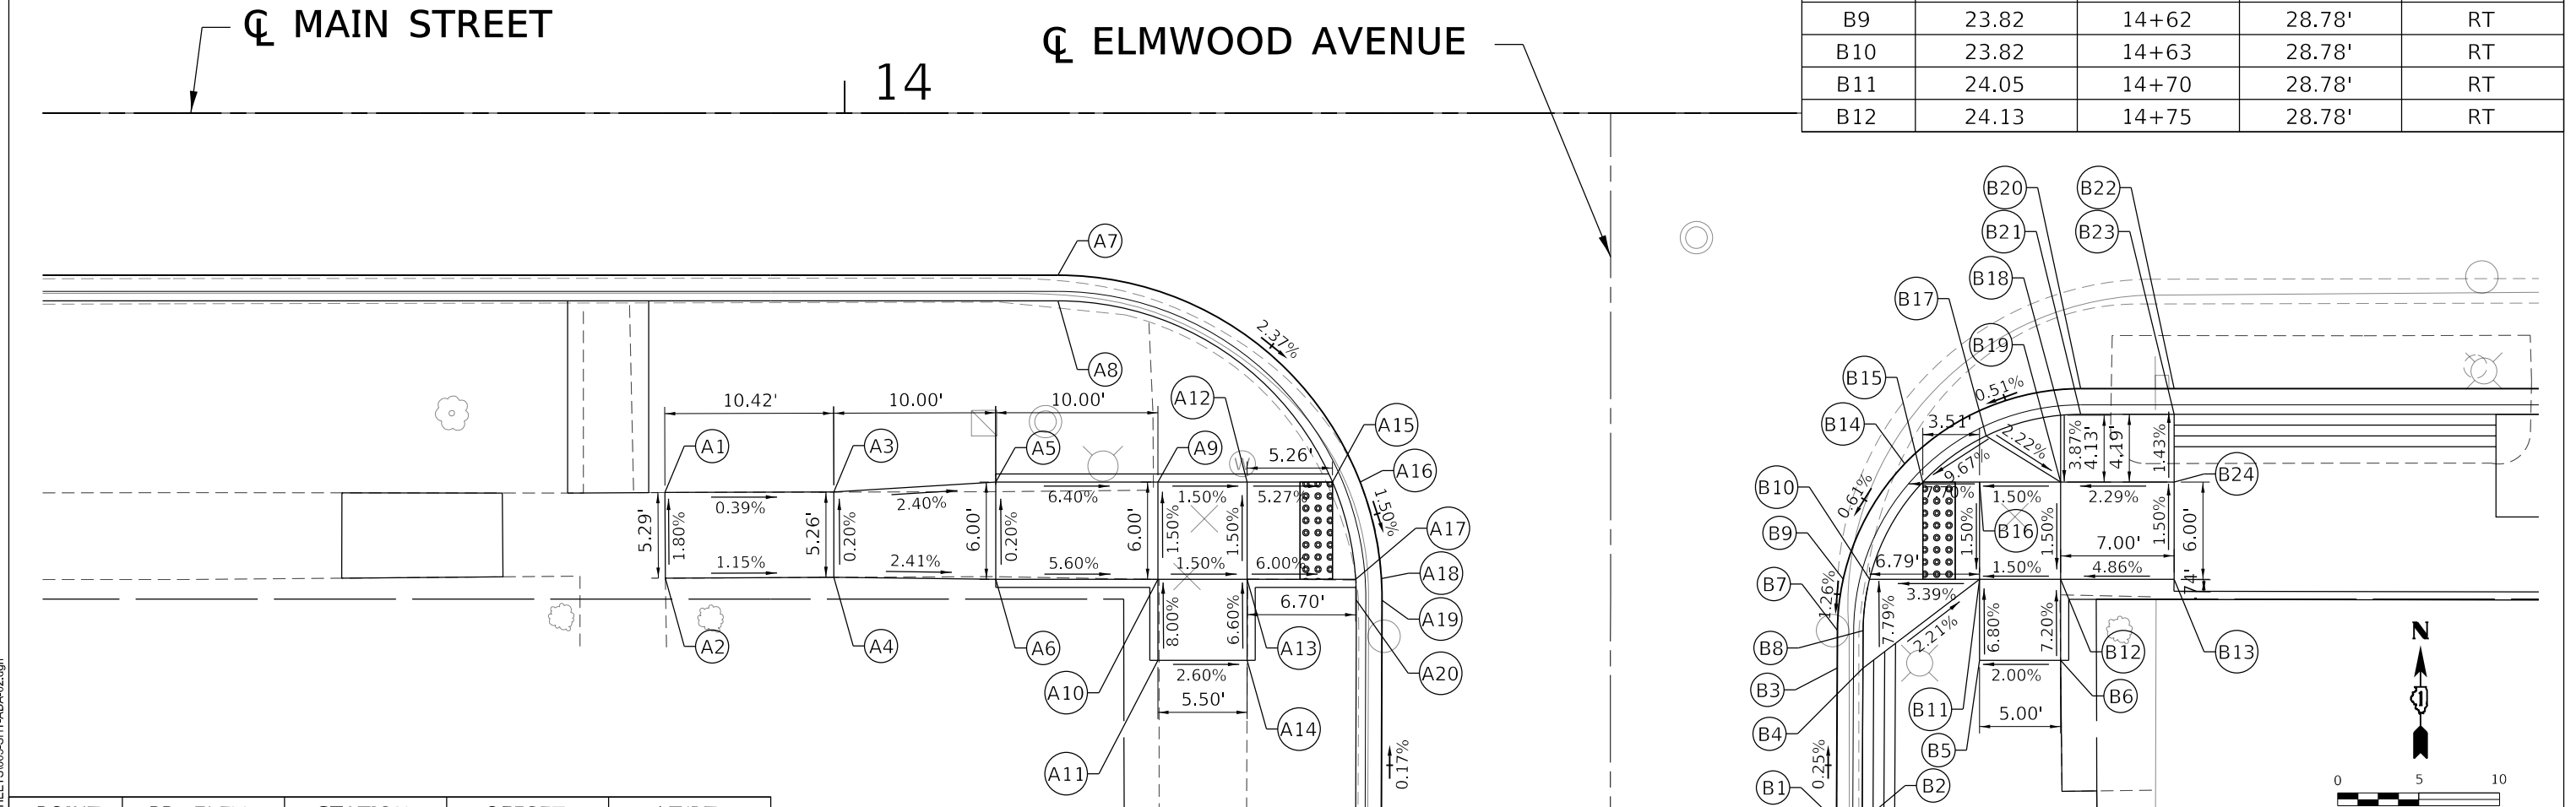 ℄ MAIN STREET
14
℄ ELMWOOD AVENUE
B9 23.82 14+62 28.78' RT
B10 23.82 14+63 28.78' RT
B11 24.05 14+70 28.78' RT
B12 24.13 14+75 28.78' RT
A7
A8
2.37%
10.42'
10.00'
10.00'
A12
A15
A1
A3
A5
A9
5.26'
A16
0.39%
2.40%
6.40%
1.50%
5.27%
1.50%
W
5.29'
1.80%
5.26'
0.20%
6.00'
0.20%
6.00'
1.50%
1.50%
A17
1.15%
2.41%
5.60%
1.50%
6.00%
A18
6.70'
A19
A2
A4
A6
8.00%
6.60%
A13
A20
2.60%
A10
5.50'
A14
A11
0.17%
B20
B22
B21
B23
B18
B17
B19
B15
0.51%
B14
3.51'
2.22%
3.87%
4.13'
4.19'
1.43%
9.67%
B10
7.70%
1.50%
2.29%
B24
0.61%
B9
1.50%
B16
1.50%
1.50%
6.00'
6.79'
7.00'
B7
1.26%
1.50%
4.86%
.74'
3.39%
7.79%
2.21%
6.80%
7.20%
B8
B12
B13
2.00%
B3
B6
B11
5.00'
B4
B5
0.25%
B1
B2
N
0 5 10